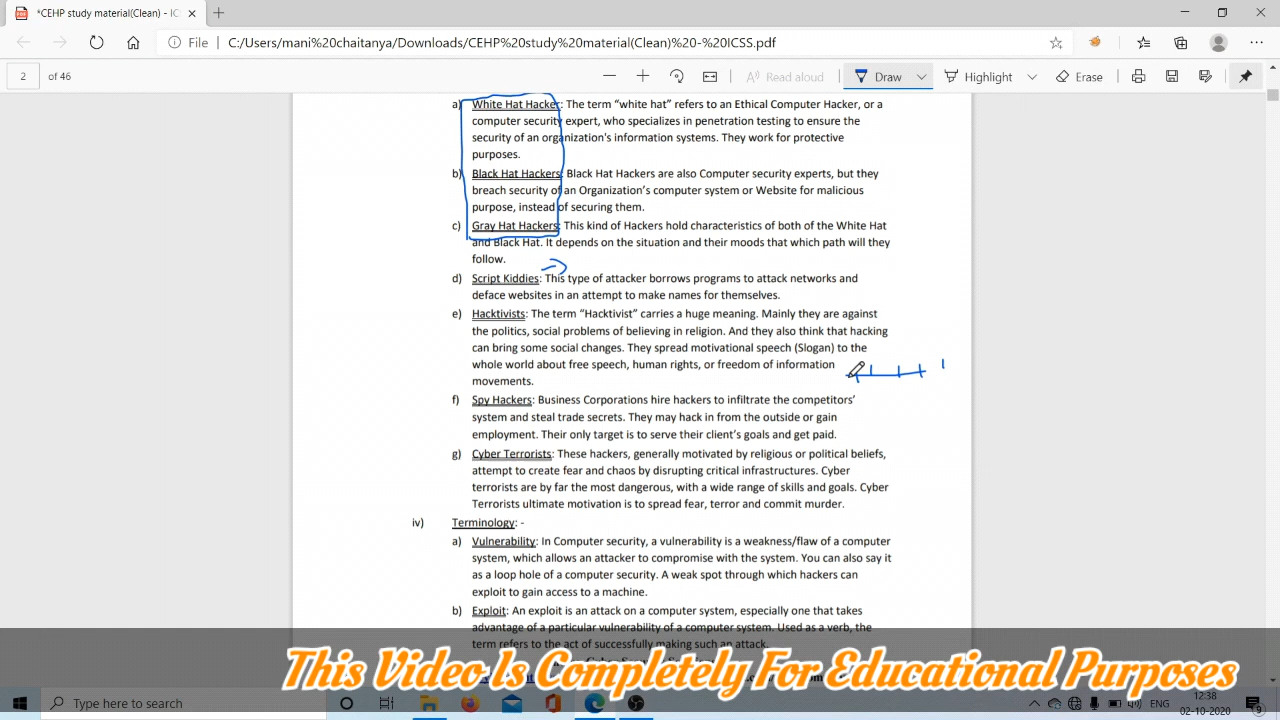 *CEHP study material(Clean) - IC
File
C:/Users/mani%20chaitanya/Downloads/CEHP%20study%20material(Clean)%20-%20ICSS.pdf
2 of 46
Read aloud
Draw
Highlight
Erase
a) White Hat Hacker: The term “white hat” refers to an Ethical Computer Hacker, or a
computer security expert, who specializes in penetration testing to ensure the
security of an organization's information systems. They work for protective
purposes.
b) Black Hat Hackers: Black Hat Hackers are also Computer security experts, but they
breach security of an Organization’s computer system or Website for malicious
purpose, instead of securing them.
c) Gray Hat Hackers: This kind of Hackers hold characteristics of both of the White Hat
and Black Hat. It depends on the situation and their moods that which path will they
follow.
d) Script Kiddies: This type of attacker borrows programs to attack networks and
deface websites in an attempt to make names for themselves.
e) Hacktivists: The term “Hacktivist” carries a huge meaning. Mainly they are against
the politics, social problems of believing in religion. And they also think that hacking
can bring some social changes. They spread motivational speech (Slogan) to the
whole world about free speech, human rights, or freedom of information
movements.
f) Spy Hackers: Business Corporations hire hackers to infiltrate the competitors’
system and steal trade secrets. They may hack in from the outside or gain
employment. Their only target is to serve their client’s goals and get paid.
g) Cyber Terrorists: These hackers, generally motivated by religious or political beliefs,
attempt to create fear and chaos by disrupting critical infrastructures. Cyber
terrorists are by far the most dangerous, with a wide range of skills and goals. Cyber
Terrorists ultimate motivation is to spread fear, terror and commit murder.
iv) Terminology: -
a) Vulnerability: In Computer security, a vulnerability is a weakness/flaw of a computer
system, which allows an attacker to compromise with the system. You can also say it
as a loop hole of a computer security. A weak spot through which hackers can
exploit to gain access to a machine.
b) Exploit: An exploit is an attack on a computer system, especially one that takes
advantage of a particular vulnerability of a computer system. Used as a verb, the
term refers to the act of successfully making such an attack.
This Video Is Completely For Educational Purposes
Type here to search
ENG
12:38
02-10-2020
9